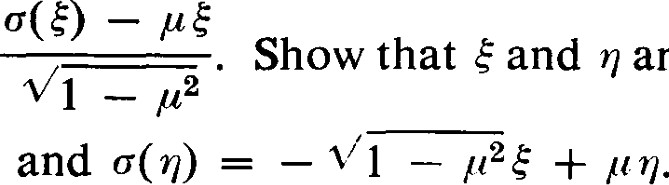 σ(ξ) − μξ
√1 − μ². Show that ξ and η ar
and σ(η) = − √1 − μ² ξ + μη.